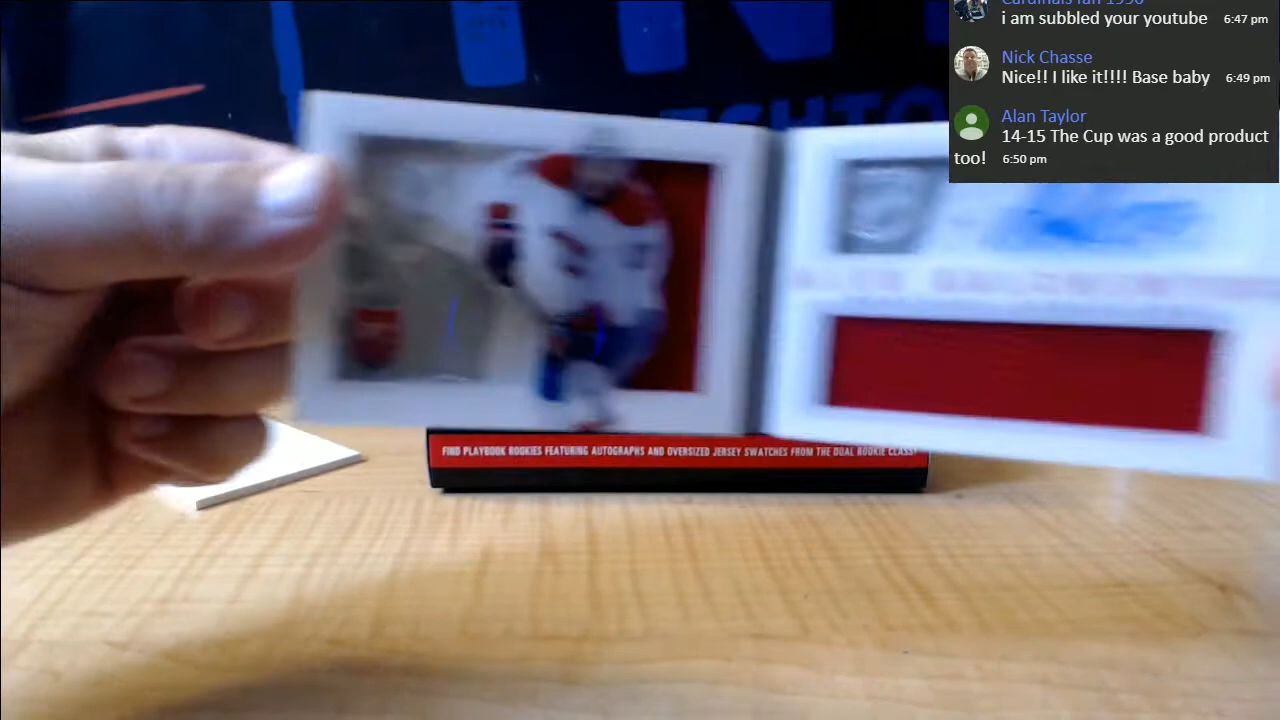 i am subbled your youtube 6:47 pm
Nick Chasse
Nice!! I like it!!!! Base baby 6:49 pm
Alan Taylor
14-15 The Cup was a good product
too! 6:50 pm
FIND PLAYBOOK ROOKIES FEATURING AUTOGRAPHS AND OVERSIZED JERSEY SWATCHES FROM THE DUAL ROOKIE CLASS